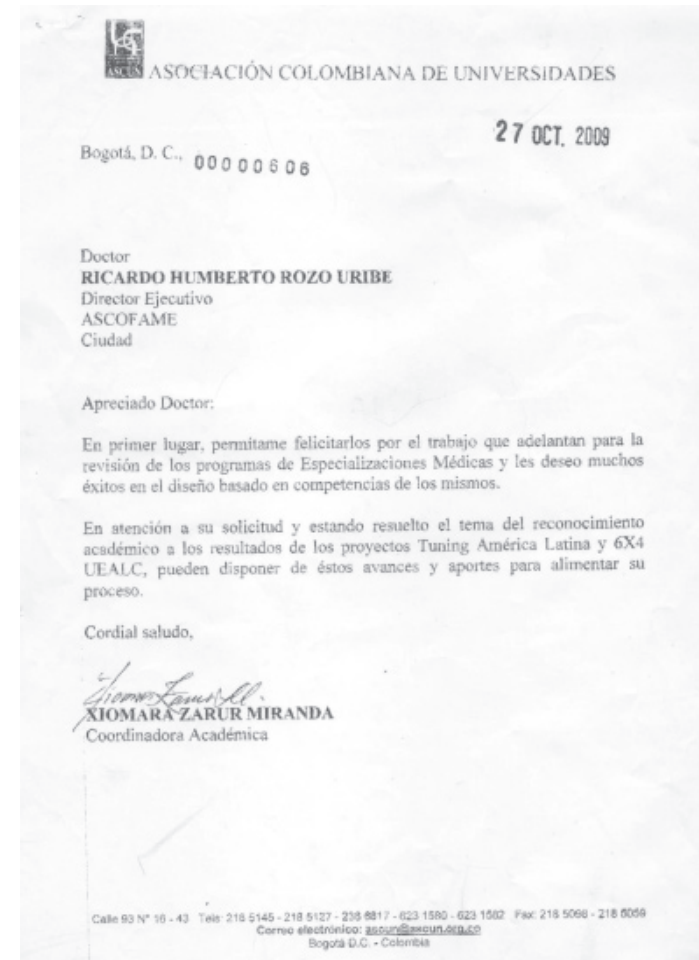 ASCUN
ASOCIACIÓN COLOMBIANA DE UNIVERSIDADES
27 OCT. 2009
Bogotá, D. C., 00000606
Doctor
RICARDO HUMBERTO ROZO URIBE
Director Ejecutivo
ASCOFAME
Ciudad
Apreciado Doctor:
En primer lugar, permítame felicitarlos por el trabajo que adelantan para la
revisión de los programas de Especializaciones Médicas y les deseo muchos
éxitos en el diseño basado en competencias de los mismos.
En atención a su solicitud y estando resuelto el tema del reconocimiento
académico a los resultados de los proyectos Tuning América Latina y 6X4
UEALC, pueden disponer de éstos avances y aportes para alimentar su
proceso.
Cordial saludo,
XIOMARA ZARUR MIRANDA
Coordinadora Académica
Calle 93 N° 16 - 43 Tels: 218 5145 - 218 5127 - 236 6817 - 623 1580 - 623 1582 Fax: 218 5098 - 218 5059
Correo electrónico: ascun@ascun.org.co
Bogotá D.C. - Colombia